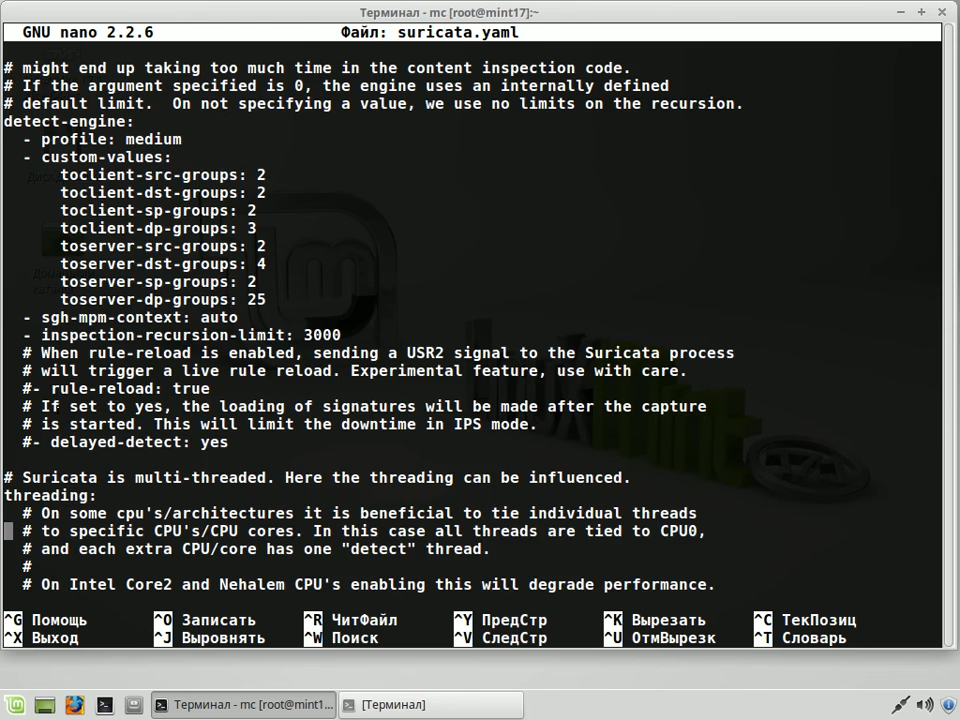 Терминал - mc [root@mint17]:~
GNU nano 2.2.6 Файл: suricata.yaml
# might end up taking too much time in the content inspection code.
# If the argument specified is 0, the engine uses an internally defined
# default limit.  On not specifying a value, we use no limits on the recursion.
detect-engine:
  - profile: medium
  - custom-values:
      toclient-src-groups: 2
      toclient-dst-groups: 2
      toclient-sp-groups: 2
      toclient-dp-groups: 3
      toserver-src-groups: 2
      toserver-dst-groups: 4
      toserver-sp-groups: 2
      toserver-dp-groups: 25
  - sgh-mpm-context: auto
  - inspection-recursion-limit: 3000
  # When rule-reload is enabled, sending a USR2 signal to the Suricata process
  # will trigger a live rule reload. Experimental feature, use with care.
  #- rule-reload: true
  # If set to yes, the loading of signatures will be made after the capture
  # is started. This will limit the downtime in IPS mode.
  #- delayed-detect: yes
# Suricata is multi-threaded. Here the threading can be influenced.
threading:
  # On some cpu's/architectures it is beneficial to tie individual threads
  # to specific CPU's/CPU cores. In this case all threads are tied to CPU0,
  # and each extra CPU/core has one "detect" thread.
  #
  # On Intel Core2 and Nehalem CPU's enabling this will degrade performance.
^G Помощь ^O Записать ^R ЧитФайл ^Y ПредСтр ^K Вырезать ^C ТекПозиц
^X Выход ^J Выровнять ^W Поиск ^V СледСтр ^U ОтмВырезк ^T Словарь
Терминал - mc [root@mint1... [Терминал]